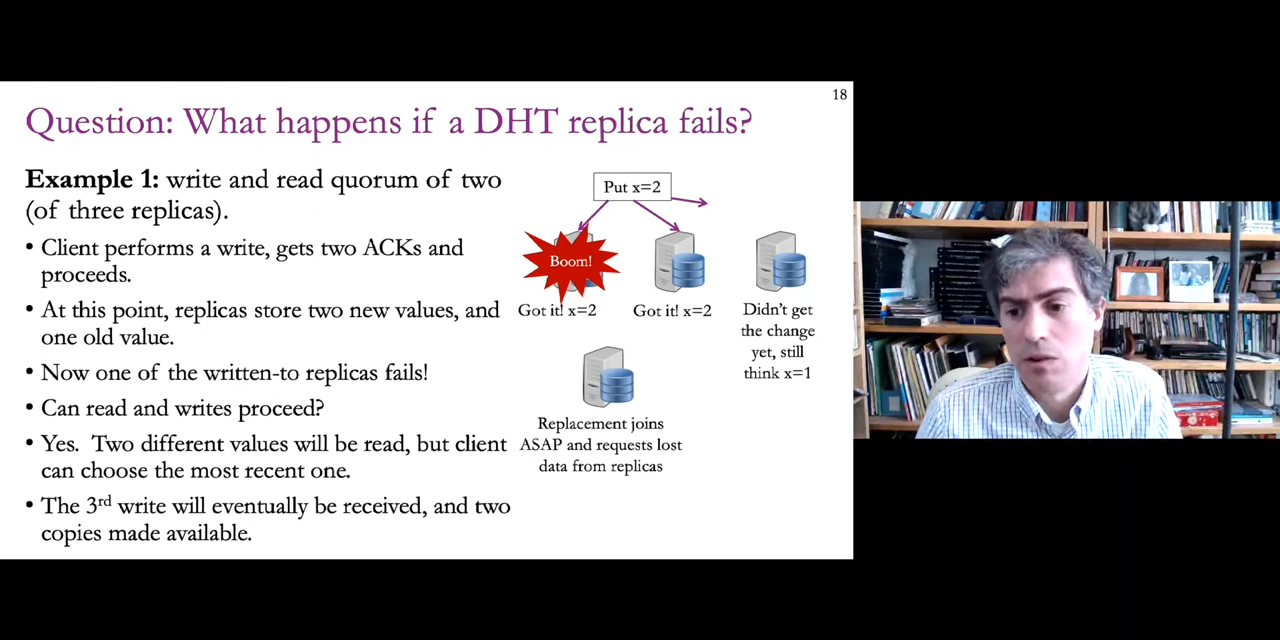 18
Question: What happens if a DHT replica fails?
Example 1: write and read quorum of two
(of three replicas).
• Client performs a write, gets two ACKs and
proceeds.
• At this point, replicas store two new values, and
one old value.
• Now one of the written-to replicas fails!
• Can read and writes proceed?
• Yes. Two different values will be read, but client
can choose the most recent one.
• The 3rd write will eventually be received, and two
copies made available.
Put x=2
Boom!
Got it! x=2
Got it! x=2
Didn't get
the change
yet, still
think x=1
Replacement joins
ASAP and requests lost
data from replicas